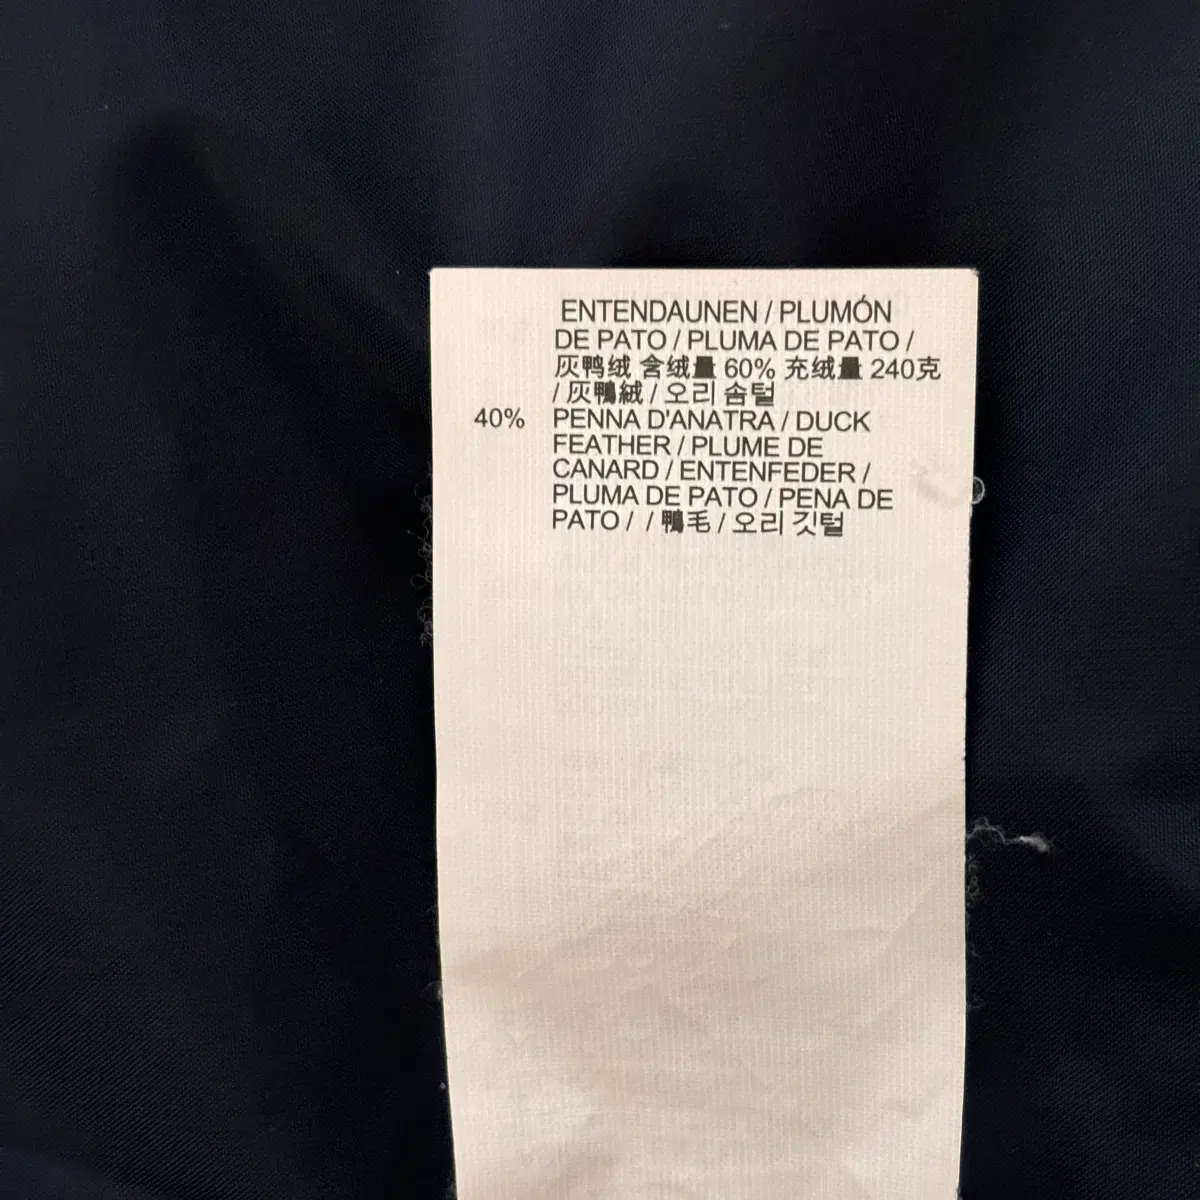 ENTENDAUNEN / PLUMÓN
DE PATO / PLUMA DE PATO /
灰鸭绒 含绒量 60% 充绒量 240克
/ 灰鴨絨 / 오리 솜털
40% PENNA D'ANATRA / DUCK
FEATHER / PLUME DE
CANARD / ENTENFEDER /
PLUMA DE PATO / PENA DE
PATO / / 鴨毛 / 오리 깃털